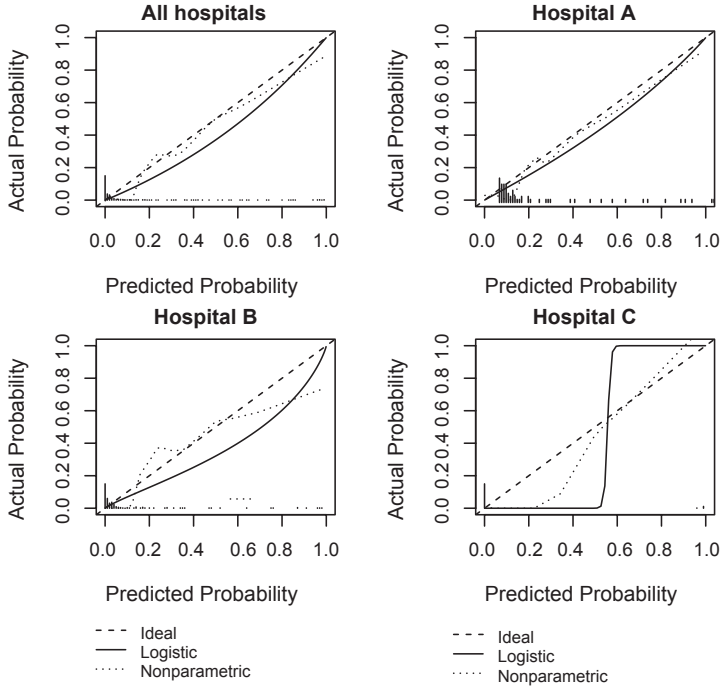 All hospitals
Actual Probability
0.0 0.2 0.4 0.6 0.8 1.0
0.0 0.2 0.4 0.6 0.8 1.0
Predicted Probability
Hospital A
Actual Probability
0.0 0.2 0.4 0.6 0.8 1.0
0.0 0.2 0.4 0.6 0.8 1.0
Predicted Probability
Hospital B
Actual Probability
0.0 0.2 0.4 0.6 0.8 1.0
0.0 0.2 0.4 0.6 0.8 1.0
Predicted Probability
Hospital C
Actual Probability
0.0 0.2 0.4 0.6 0.8 1.0
0.0 0.2 0.4 0.6 0.8 1.0
Predicted Probability
Ideal
Logistic
Nonparametric
Ideal
Logistic
Nonparametric